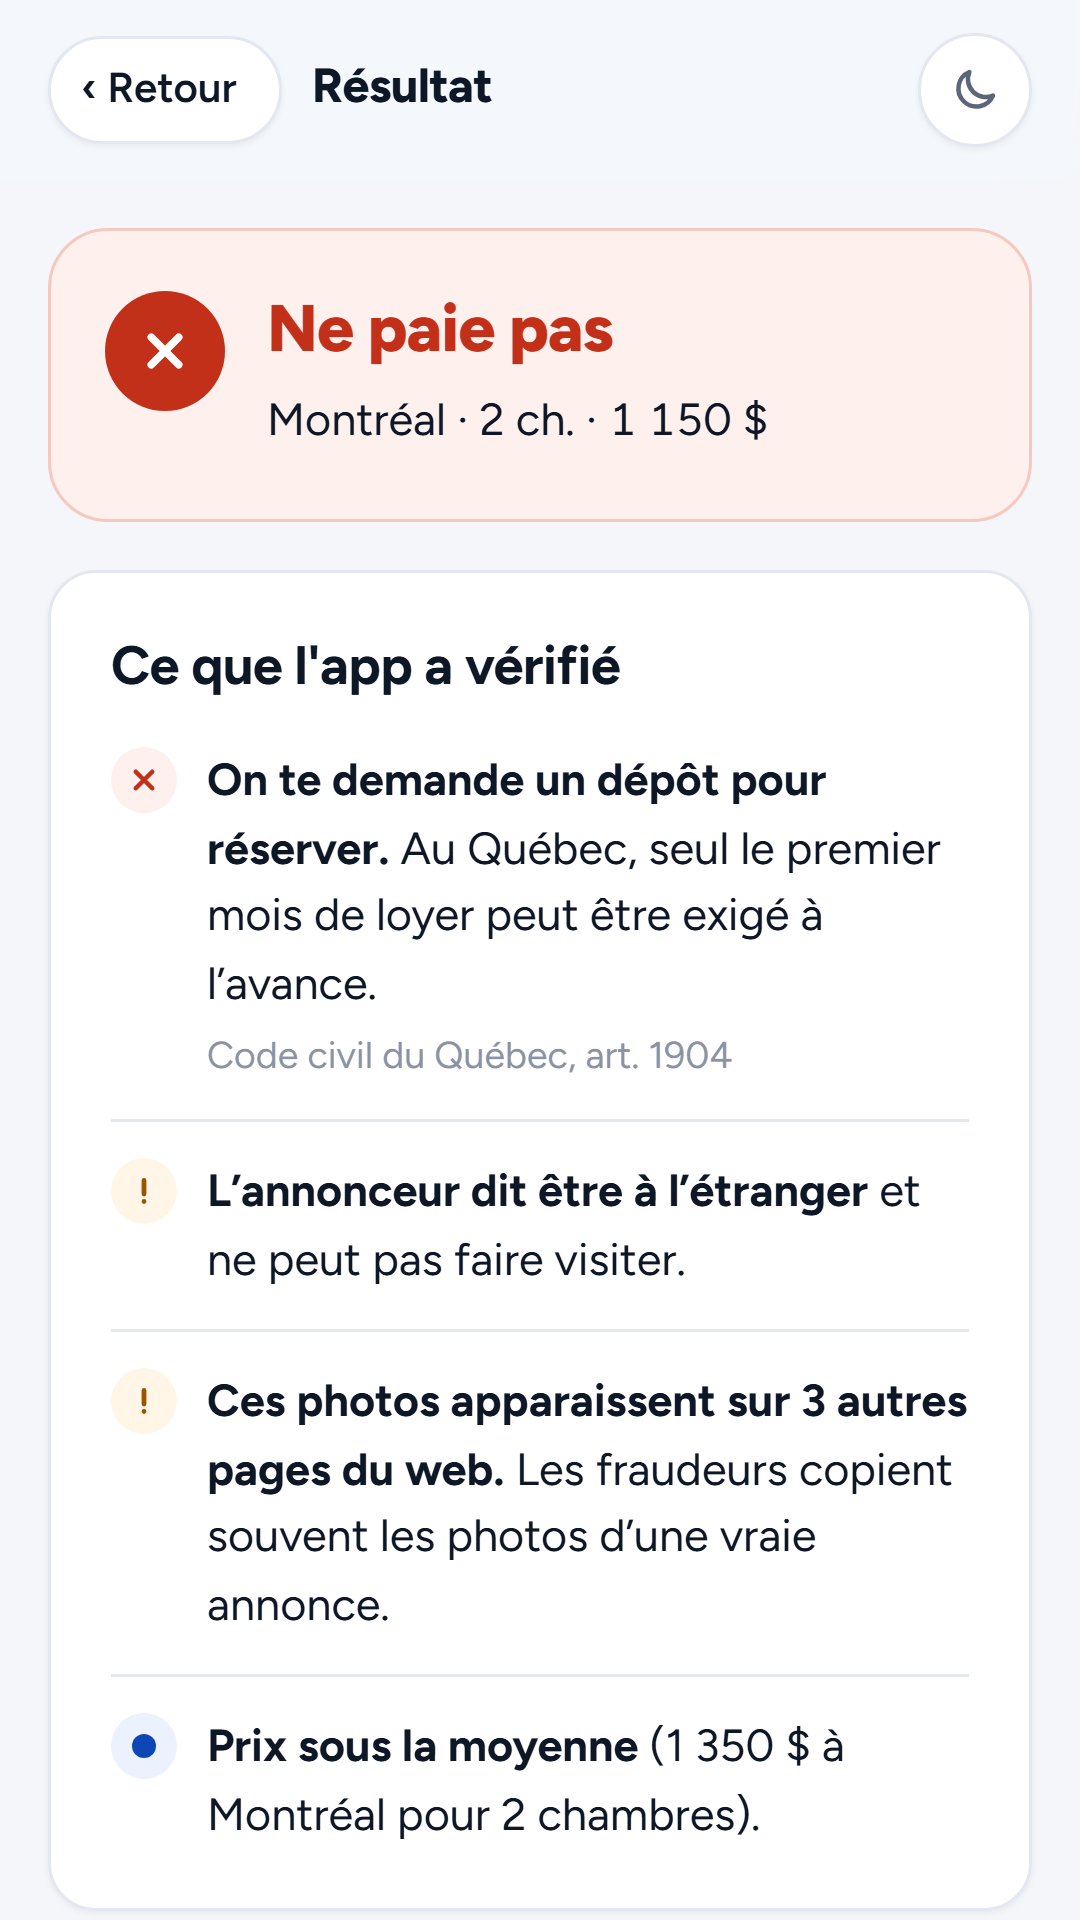 ‹ Retour
Résultat
Ne paie pas
Montréal · 2 ch. · 1 150 $
Ce que l'app a vérifié
On te demande un dépôt pour
réserver. Au Québec, seul le premier
mois de loyer peut être exigé à
l’avance.
Code civil du Québec, art. 1904
L’annonceur dit être à l’étranger et
ne peut pas faire visiter.
Ces photos apparaissent sur 3 autres
pages du web. Les fraudeurs copient
souvent les photos d’une vraie
annonce.
Prix sous la moyenne (1 350 $ à
Montréal pour 2 chambres).